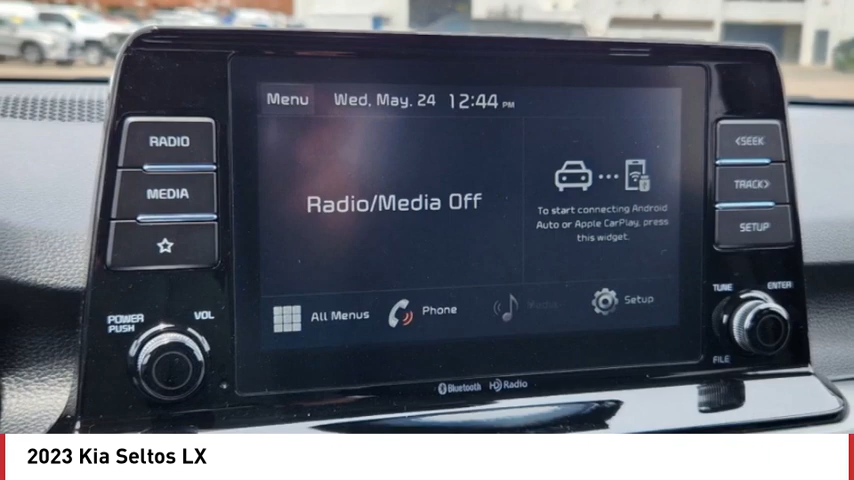 Menu Wed, May. 24 12:44 PM
RADIO
<SEEK
MEDIA
TRACK>
SETUP
Radio/Media Off
To start connecting Android
Auto or Apple CarPlay, press
this widget.
All Menus Phone Setup
POWER
PUSH
VOL
TUNE
ENTER
FILE
Bluetooth HD Radio
2023 Kia Seltos LX